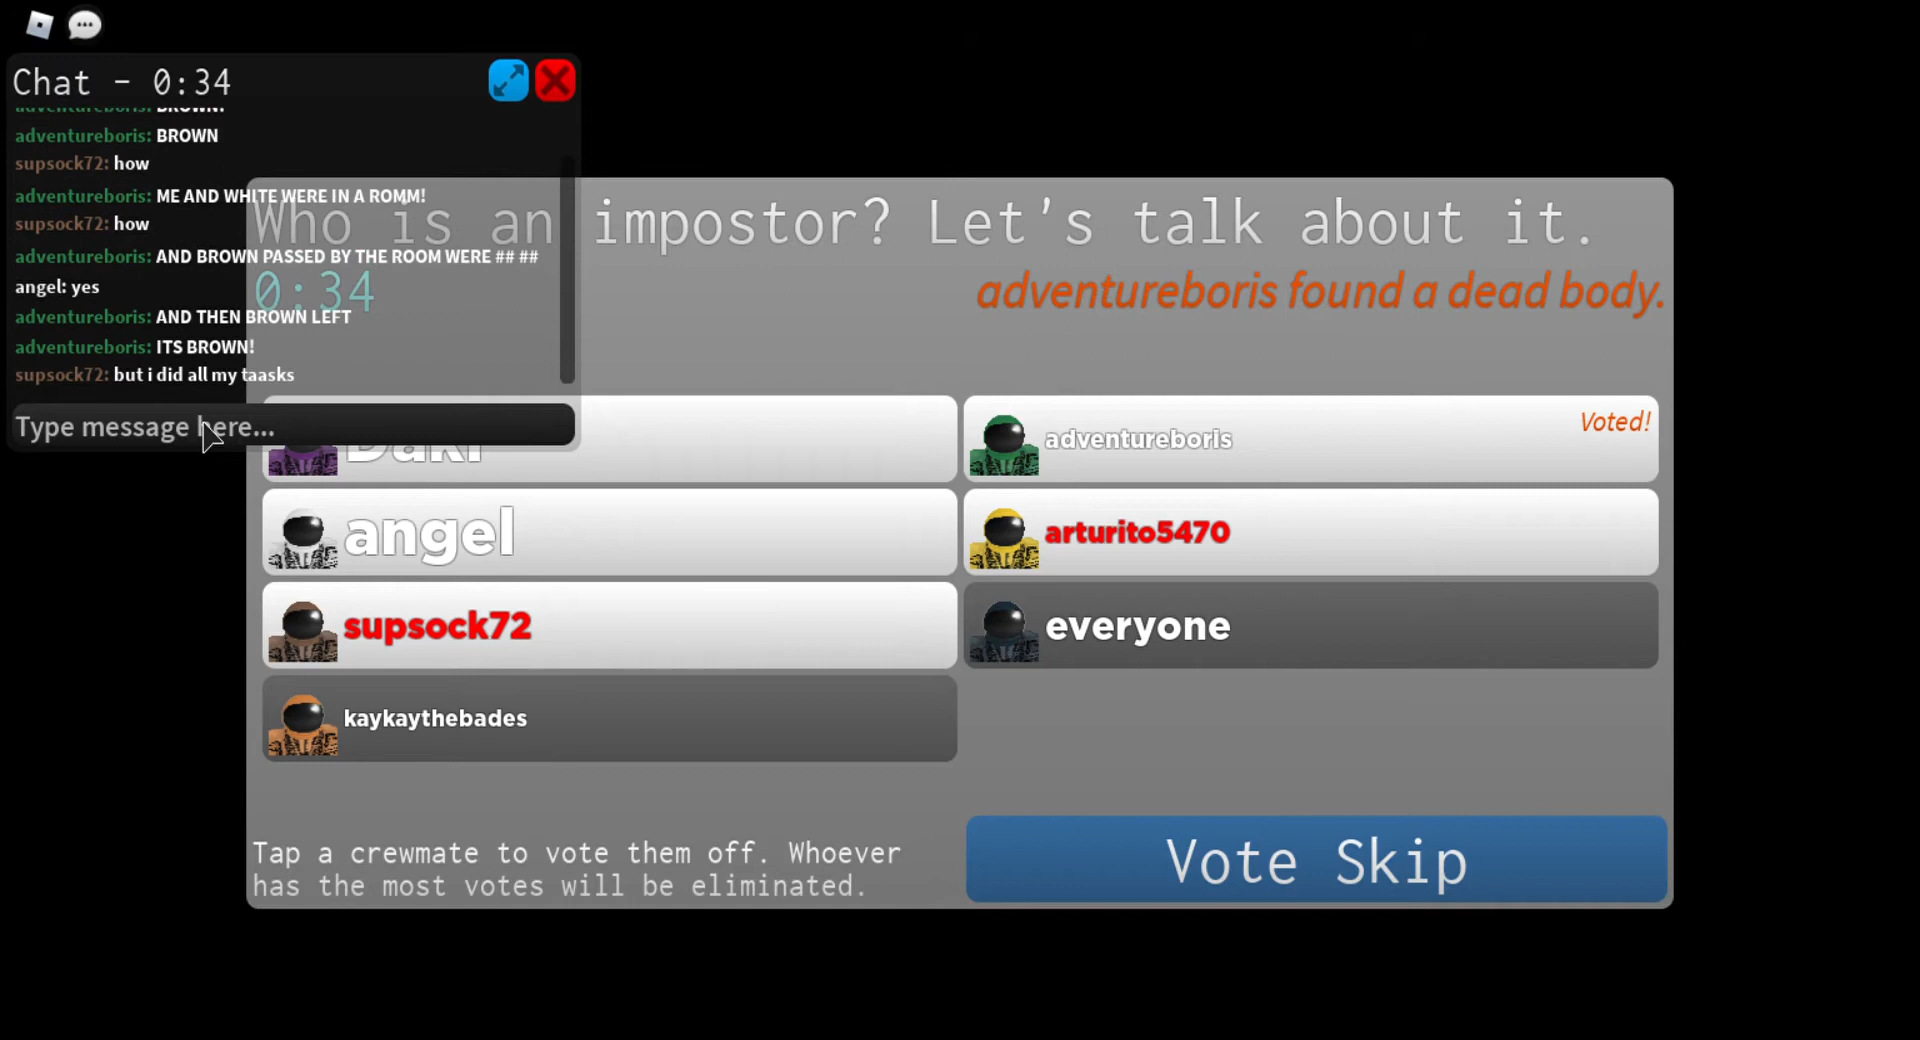 Chat - 0:34
adventureboris: BROWN!
adventureboris: BROWN
supsock72: how
adventureboris: ME AND WHITE WERE IN A ROMM!
supsock72: how
adventureboris: AND BROWN PASSED BY THE ROOM WERE ## ##
angel: yes
adventureboris: AND THEN BROWN LEFT
adventureboris: ITS BROWN!
supsock72: but i did all my taasks
Type message here...
Who is an impostor? Let's talk about it.
0:34
adventureboris found a dead body.
Daki
adventureboris
Voted!
angel
arturito5470
supsock72
everyone
kaykaythebades
Tap a crewmate to vote them off. Whoever
has the most votes will be eliminated.
Vote Skip